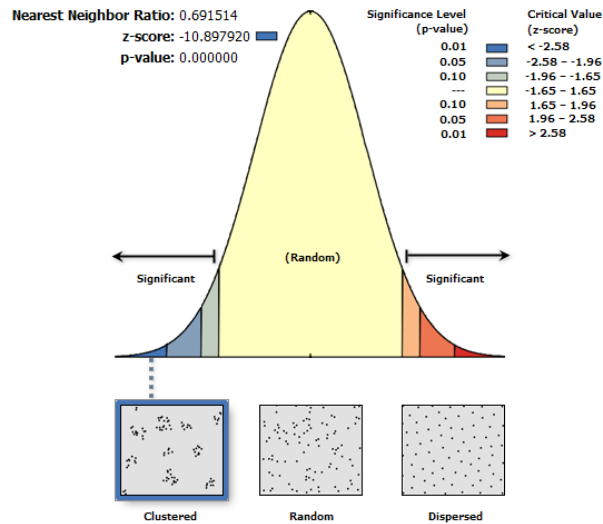 Nearest Neighbor Ratio: 0.691514
z-score: -10.897920
p-value: 0.000000
Significance Level Critical Value
(p-value) (z-score)
0.01 < -2.58
0.05 -2.58 – -1.96
0.10 -1.96 – -1.65
--- -1.65 – 1.65
0.10 1.65 – 1.96
0.05 1.96 – 2.58
0.01 > 2.58
(Random)
Significant Significant
Clustered Random Dispersed